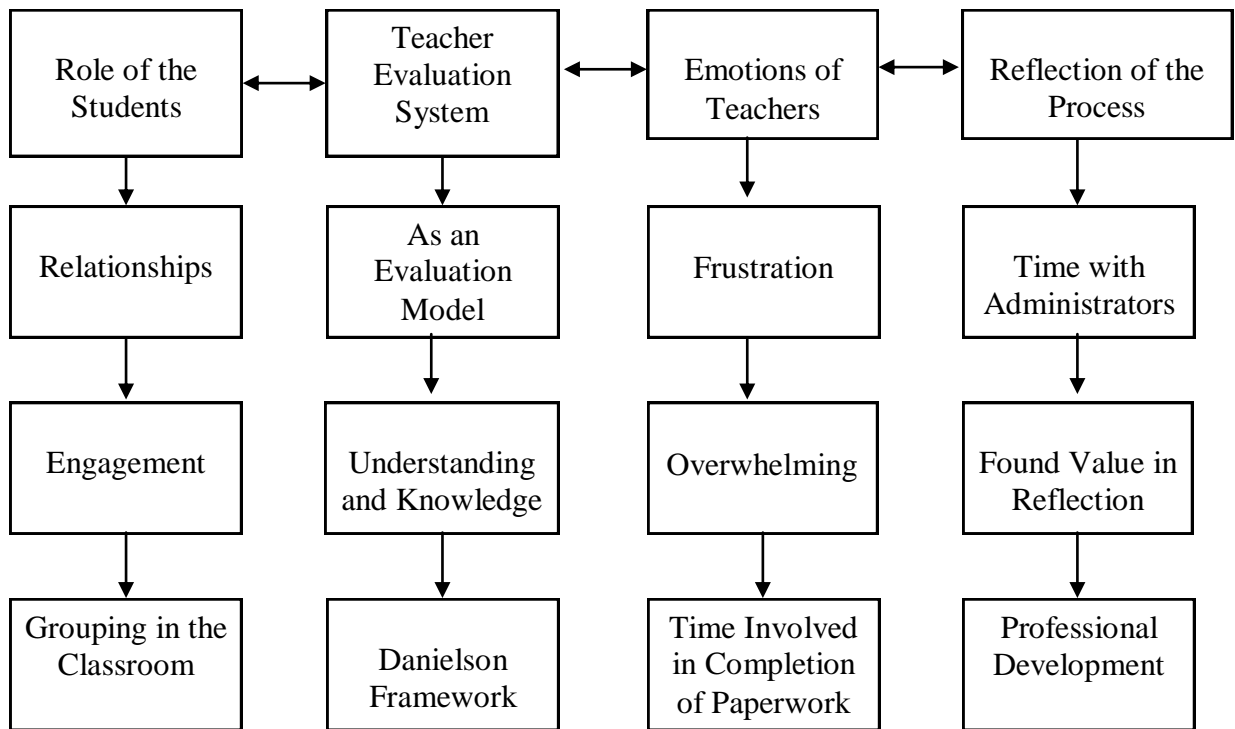 Role of the
Students
Teacher
Evaluation
System
Emotions of
Teachers
Reflection of the
Process
Relationships
As an
Evaluation
Model
Frustration
Time with
Administrators
Engagement
Understanding
and Knowledge
Overwhelming
Found Value in
Reflection
Grouping in the
Classroom
Danielson
Framework
Time Involved
in Completion
of Paperwork
Professional
Development